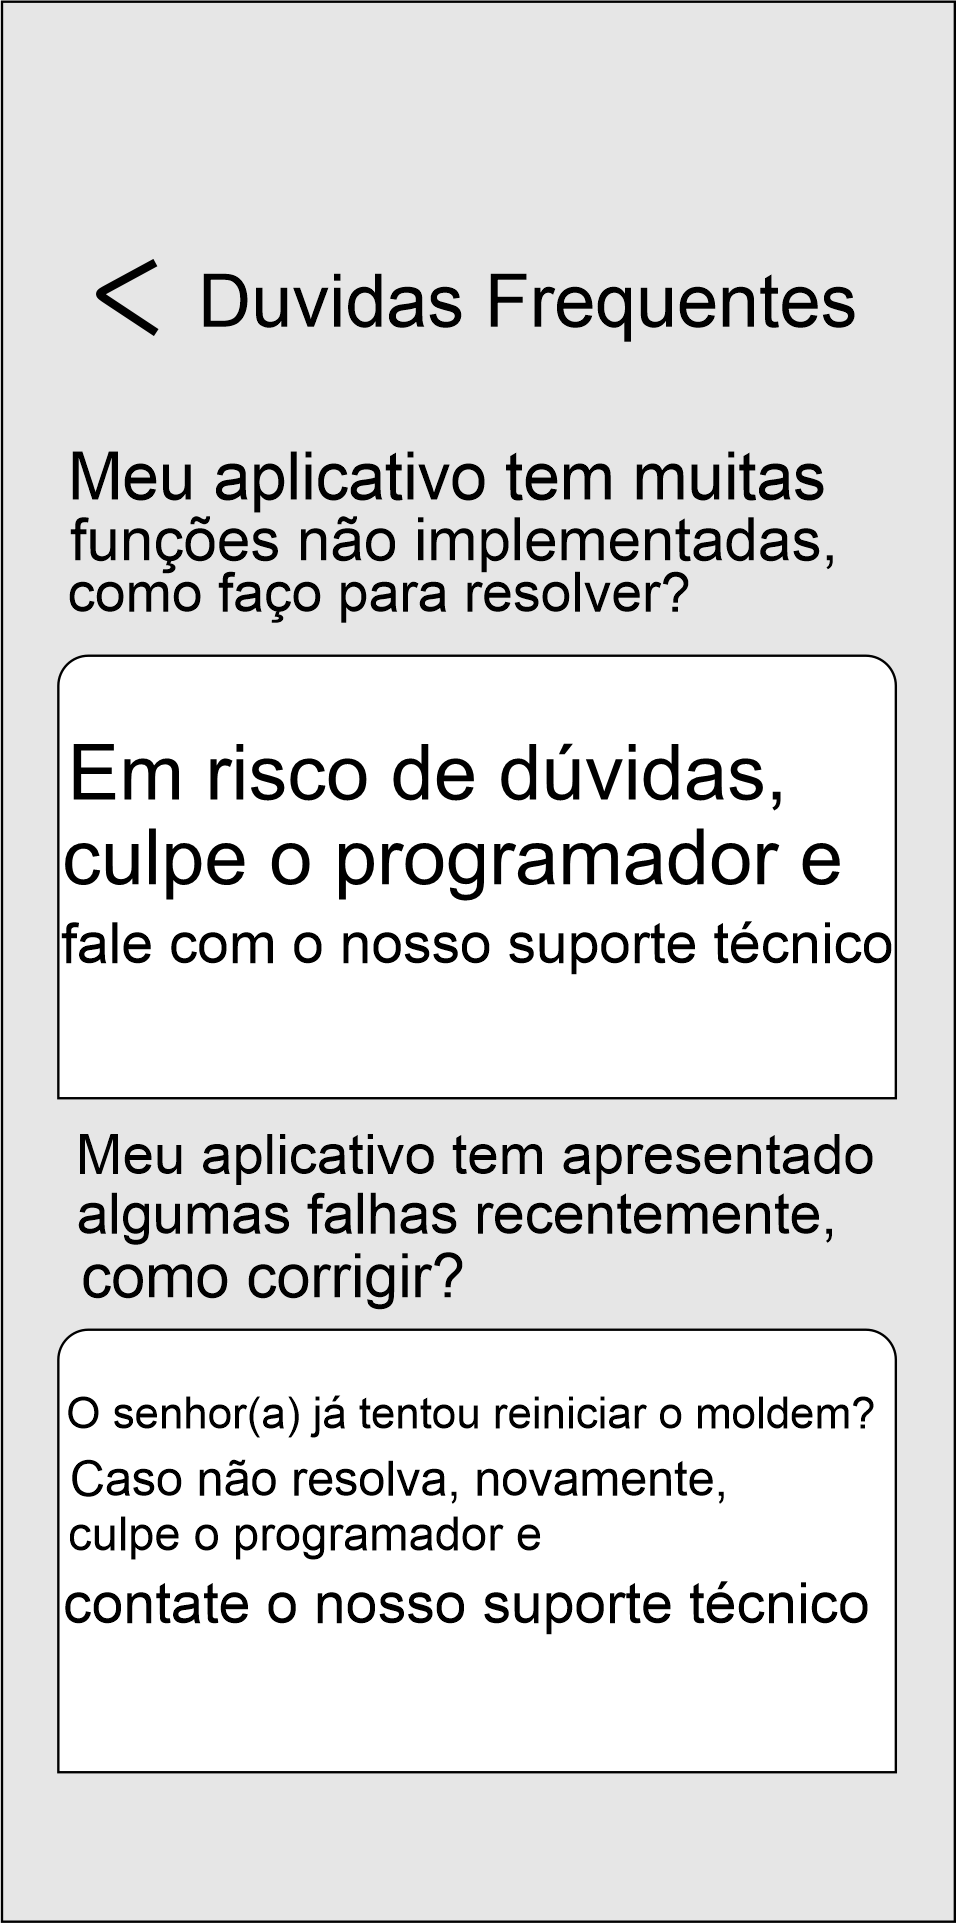 Duvidas Frequentes
Meu aplicativo tem muitas
funções não implementadas,
como faço para resolver?
Em risco de dúvidas,
culpe o programador e
fale com o nosso suporte técnico
Meu aplicativo tem apresentado
algumas falhas recentemente,
como corrigir?
O senhor(a) já tentou reiniciar o moldem?
Caso não resolva, novamente,
culpe o programador e
contate o nosso suporte técnico